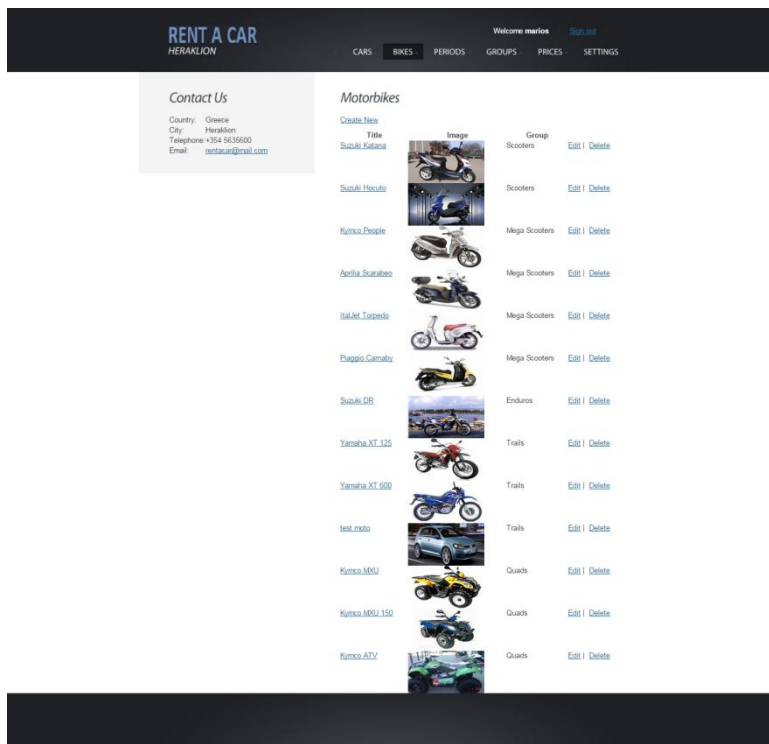 RENT A CAR
HERAKLION
Welcome marios Sign out
CARS BIKES PERIODS GROUPS PRICES SETTINGS
Contact Us
Country: Greece
City: Heraklion
Telephone: +354 5635600
Email: rentacar@mail.com
Motorbikes
Create New
Title Image Group
Suzuki Katana Scooters Edit | Delete
Suzuki Hocuto Scooters Edit | Delete
Kymco People Mega Scooters Edit | Delete
Aprilia Scarabeo Mega Scooters Edit | Delete
ItalJet Torpedo Mega Scooters Edit | Delete
Piaggio Carnaby Mega Scooters Edit | Delete
Suzuki DR Enduros Edit | Delete
Yamaha XT 125 Trails Edit | Delete
Yamaha XT 600 Trails Edit | Delete
test moto Trails Edit | Delete
Kymco MXU Quads Edit | Delete
Kymco MXU 150 Quads Edit | Delete
Kymco ATV Quads Edit | Delete